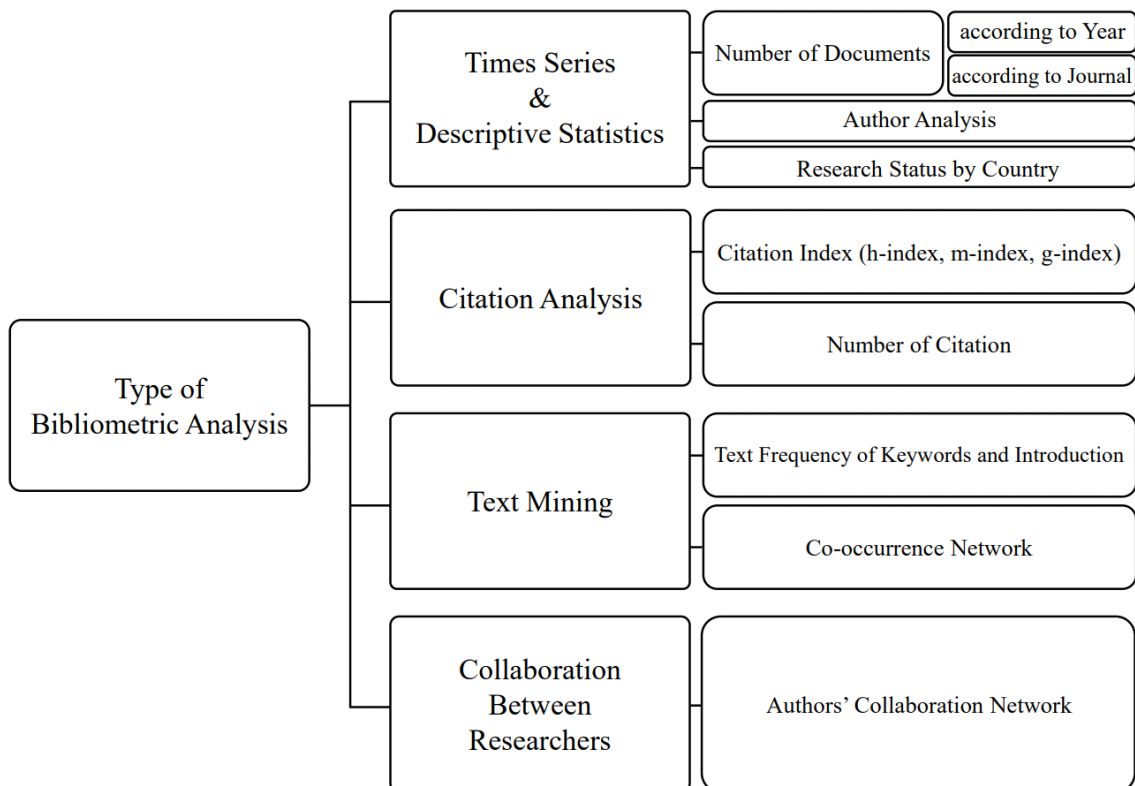 Type of
Bibliometric Analysis
Times Series
&
Descriptive Statistics
Number of Documents
according to Year
according to Journal
Author Analysis
Research Status by Country
Citation Analysis
Citation Index (h-index, m-index, g-index)
Number of Citation
Text Mining
Text Frequency of Keywords and Introduction
Co-occurrence Network
Collaboration
Between
Researchers
Authors’ Collaboration Network